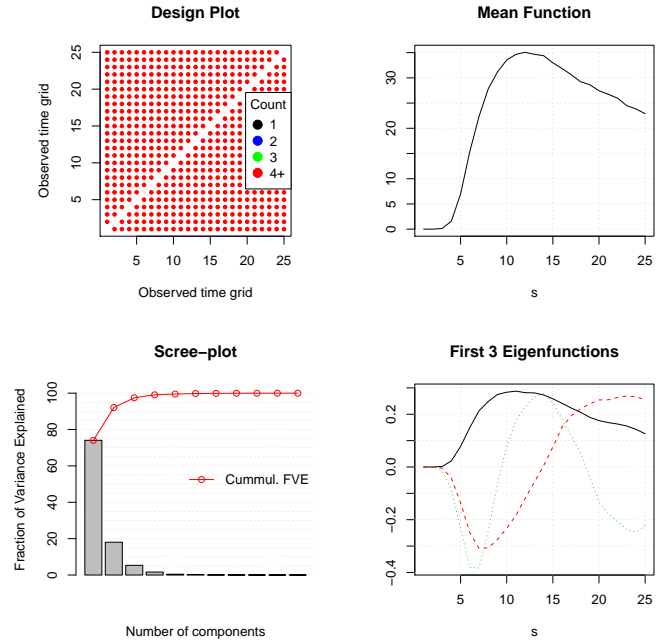 Design Plot
Observed time grid
5 10 15 20 25
Count
1
2
3
4+
5 10 15 20 25
Observed time grid
Mean Function
0 5 10 20 30
5 10 15 20 25
s
Scree−plot
Fraction of Variance Explained
0 20 40 60 80 100
Cummul. FVE
Number of components
First 3 Eigenfunctions
−0.4 −0.2 0.0 0.2
5 10 15 20 25
s